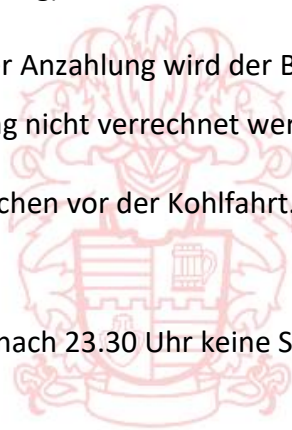 r Anzahlung wird der B
g nicht verrechnet wer
chen vor der Kohlfahrt.
nach 23.30 Uhr keine S